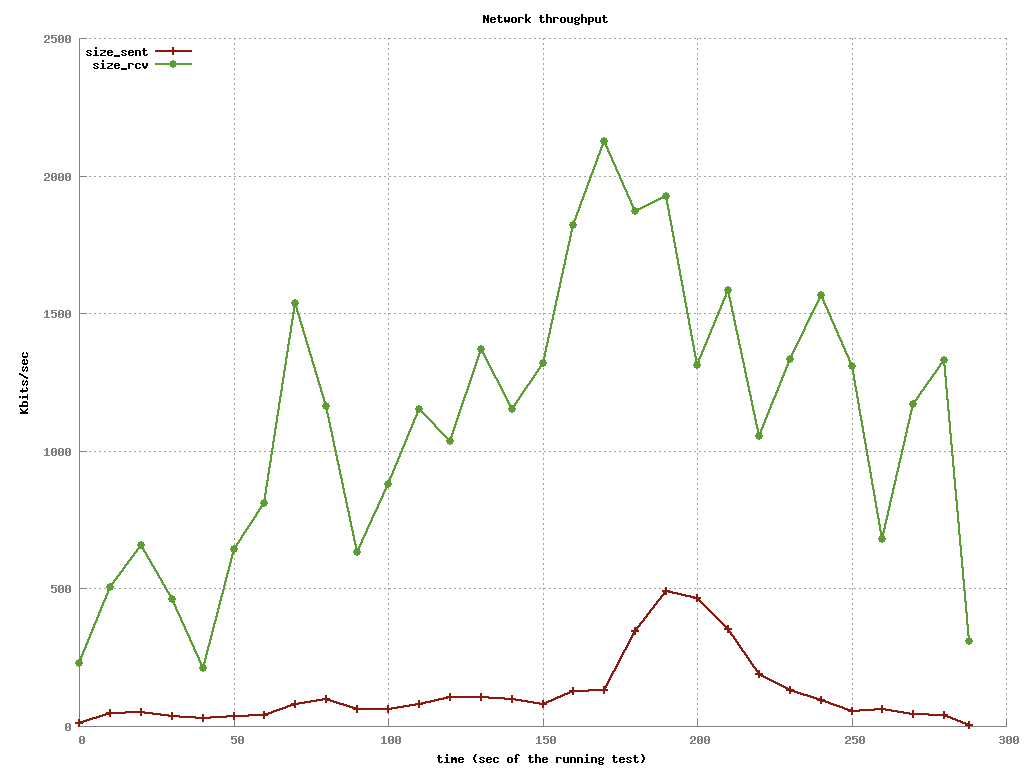 Network throughput
2500
size_sent
size_rcv
2000
1500
Kbits/sec
1000
500
0
0 50 100 150 200 250 300
time (sec of the running test)